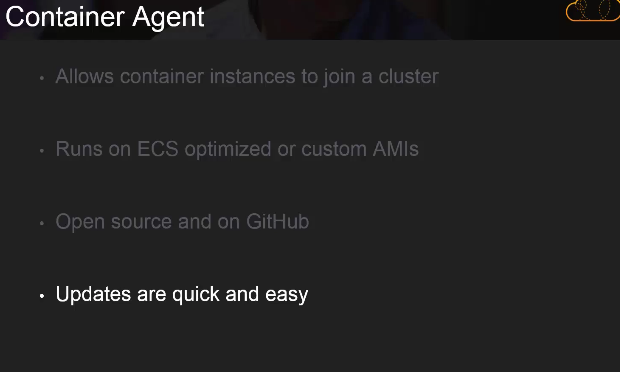 Container Agent
• Allows container instances to join a cluster
• Runs on ECS optimized or custom AMIs
• Open source and on GitHub
• Updates are quick and easy